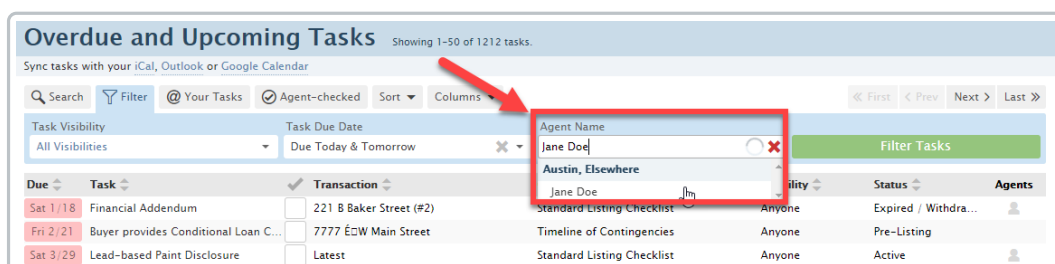 Overdue and Upcoming Tasks Showing 1-50 of 1212 tasks.
Sync tasks with your iCal, Outlook or Google Calendar
Search Filter @ Your Tasks Agent-checked Sort Columns « First < Prev Next > Last »
Task Visibility Task Due Date Agent Name
All Visibilities Due Today & Tomorrow Jane Doe Filter Tasks
Austin, Elsewhere
Jane Doe
Due Task Transaction ility Status Agents
Sat 1/18 Financial Addendum 221 B Baker Street (#2) Standard Listing Checklist Anyone Expired / Withdra...
Fri 2/21 Buyer provides Conditional Loan C... 7777 É□W Main Street Timeline of Contingencies Anyone Pre-Listing
Sat 3/29 Lead-based Paint Disclosure Latest Standard Listing Checklist Anyone Active